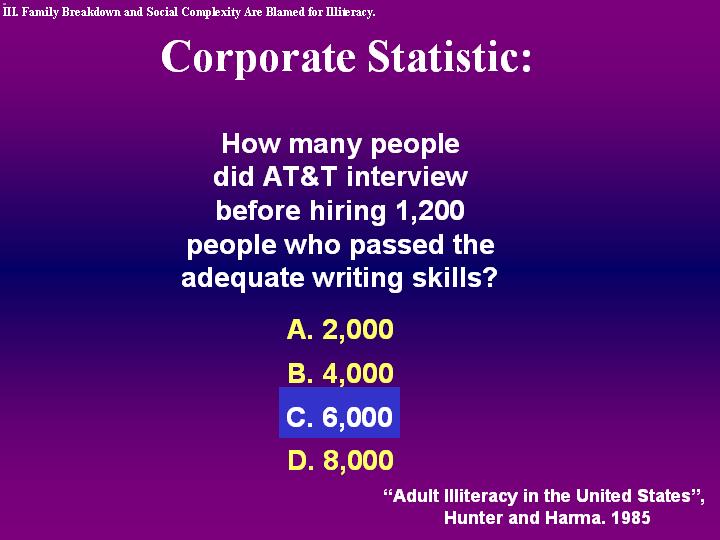 III. Family Breakdown and Social Complexity Are Blamed for Illiteracy.
Corporate Statistic:
How many people
did AT&T interview
before hiring 1,200
people who passed the
adequate writing skills?
A. 2,000
B. 4,000
C. 6,000
D. 8,000
“Adult Illiteracy in the United States”,
Hunter and Harma. 1985